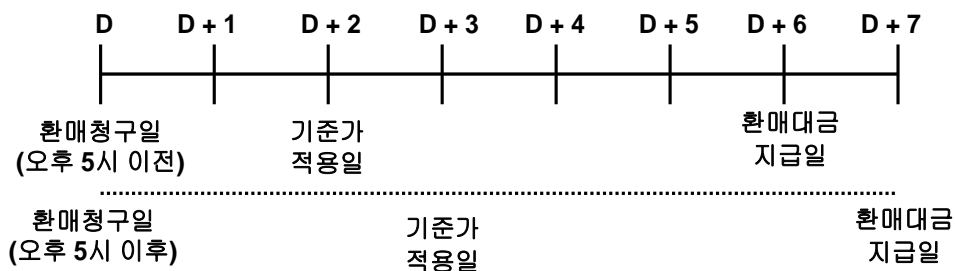 D D + 1 D + 2 D + 3 D + 4 D + 5 D + 6 D + 7
환매청구일 기준가 환매대금
(오후 5시 이전) 적용일 지급일
환매청구일 기준가 환매대금
(오후 5시 이후) 적용일 지급일